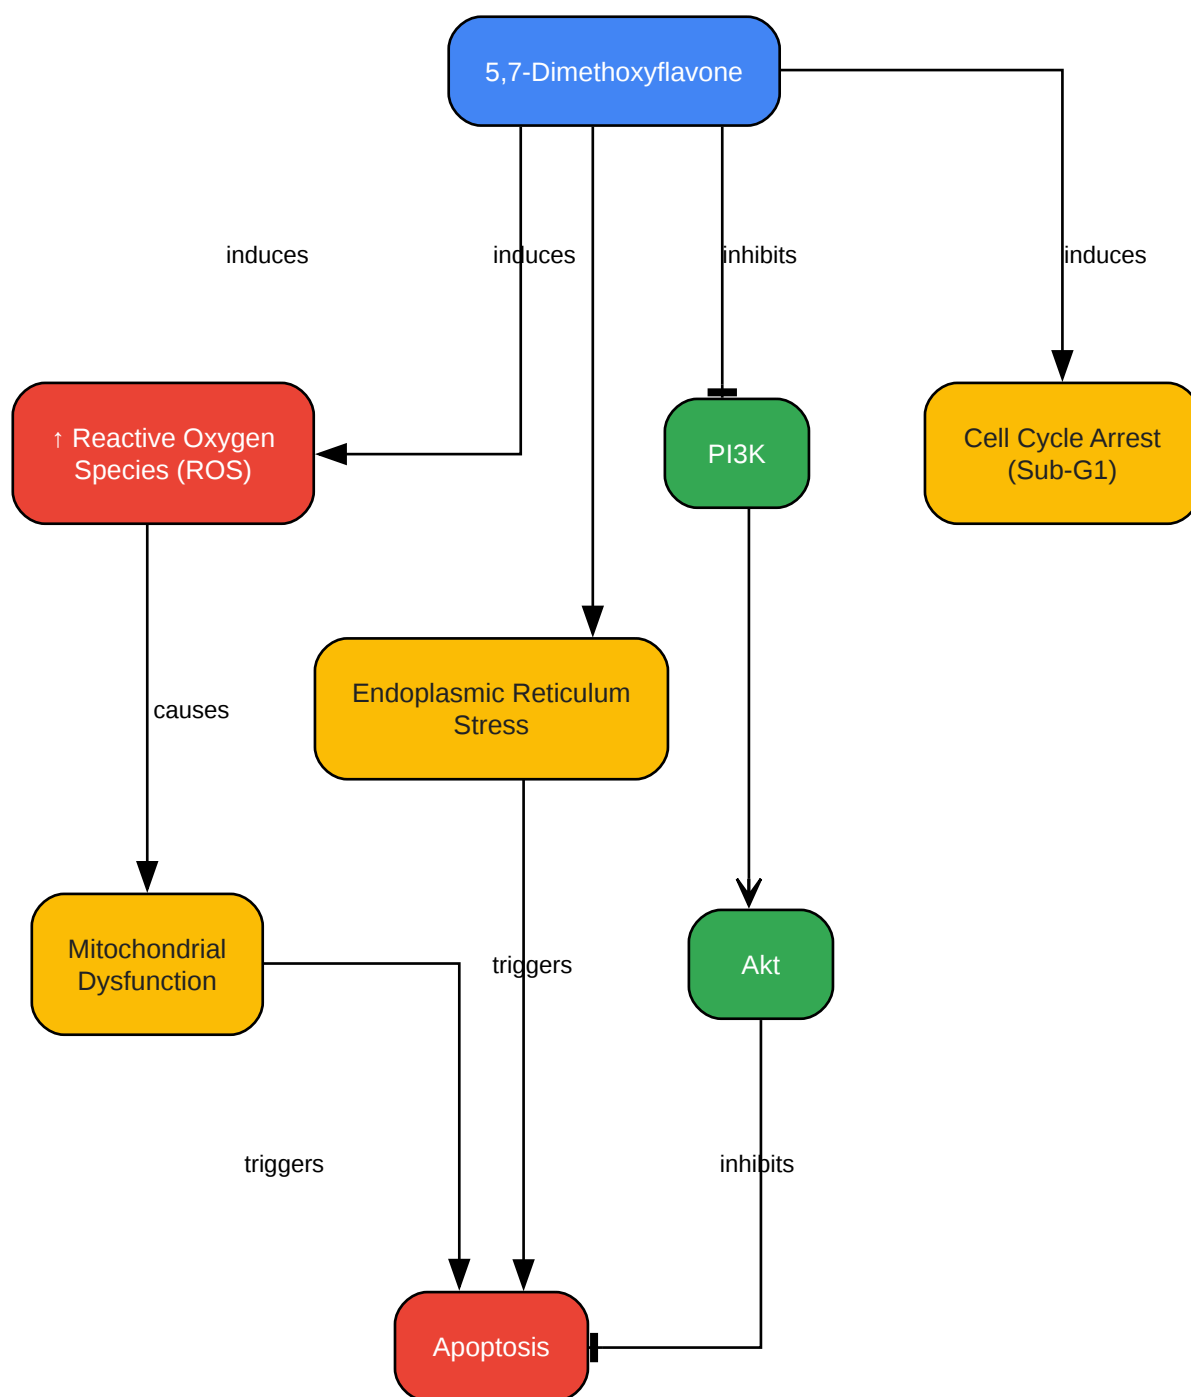 5,7-Dimethoxyflavone
induces
induces
inhibits
induces
↑ Reactive Oxygen
Species (ROS)
PI3K
Cell Cycle Arrest
(Sub-G1)
Endoplasmic Reticulum
Stress
causes
Mitochondrial
Dysfunction
triggers
Akt
triggers
inhibits
Apoptosis